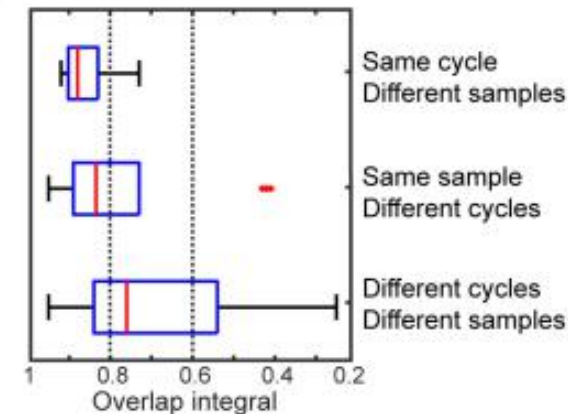 Same cycle
Different samples
Same sample
Different cycles
Different cycles
Different samples
1 0.8 0.6 0.4 0.2
Overlap integral